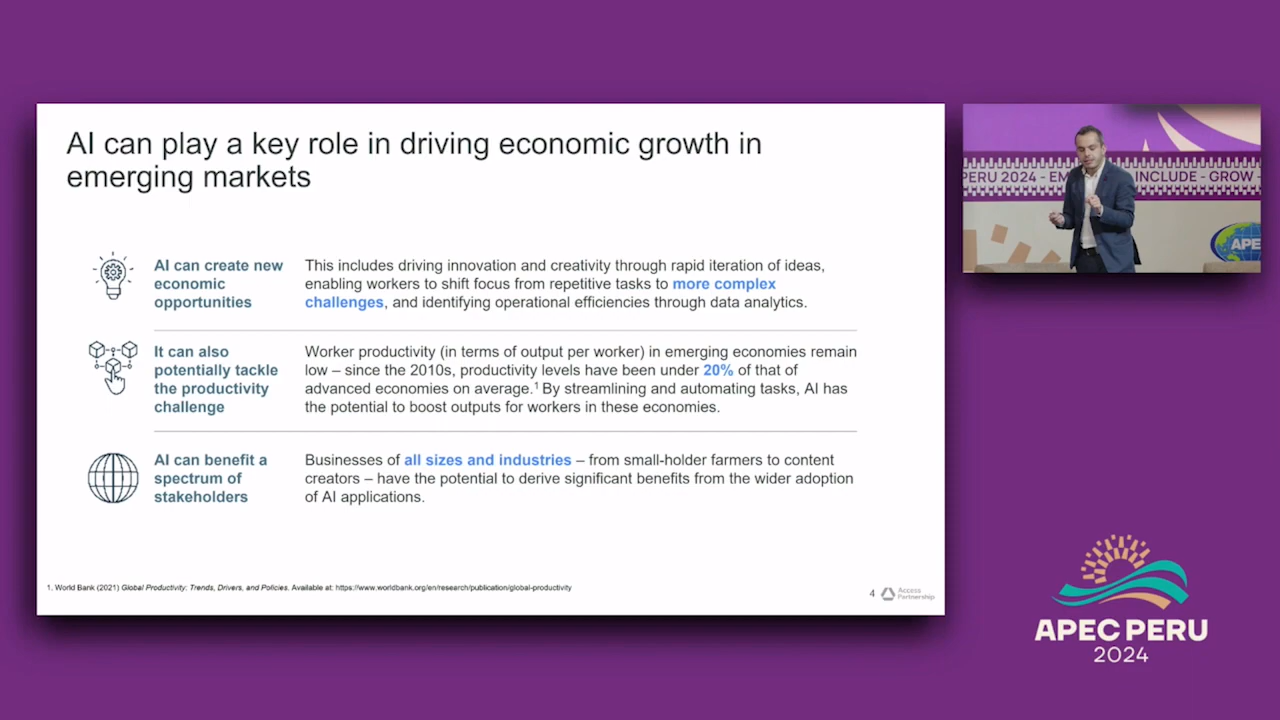 AI can play a key role in driving economic growth in
emerging markets
AI can create new
economic
opportunities
This includes driving innovation and creativity through rapid iteration of ideas,
enabling workers to shift focus from repetitive tasks to more complex
challenges, and identifying operational efficiencies through data analytics.
It can also
potentially tackle
the productivity
challenge
Worker productivity (in terms of output per worker) in emerging economies remain
low – since the 2010s, productivity levels have been under 20% of that of
advanced economies on average.1 By streamlining and automating tasks, AI has
the potential to boost outputs for workers in these economies.
AI can benefit a
spectrum of
stakeholders
Businesses of all sizes and industries – from small-holder farmers to content
creators – have the potential to derive significant benefits from the wider adoption
of AI applications.
1. World Bank (2021) Global Productivity: Trends, Drivers, and Policies. Available at: https://www.worldbank.org/en/research/publication/global-productivity
4
Access
Partnership
PERU 2024 - EM INCLUDE - GROW -
APE
APEC PERU
2024